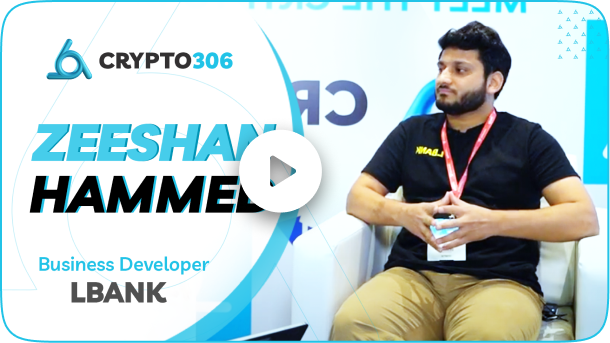 CRYPTO306
ZEESHAN
HAMMED
Business Developer
LBANK